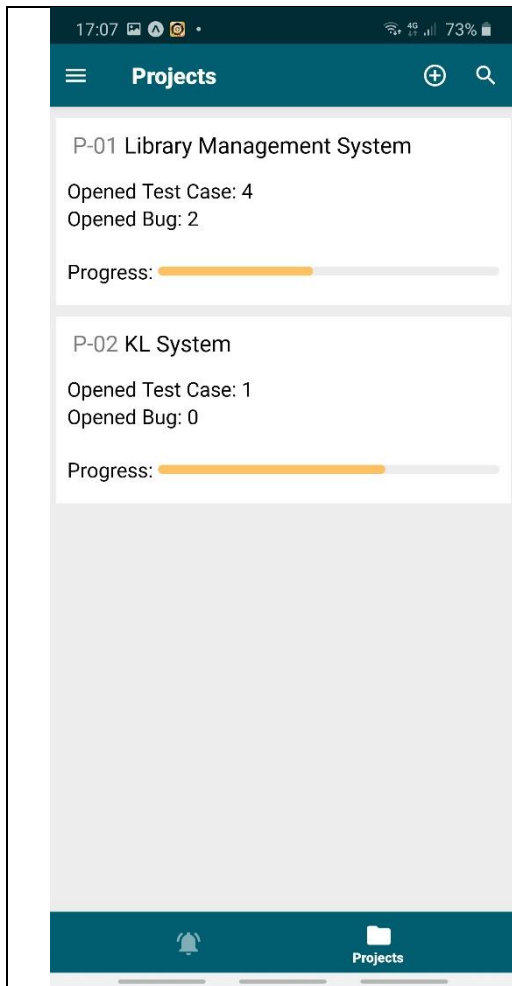 17:07 4G 73%
Projects
P-01 Library Management System
Opened Test Case: 4
Opened Bug: 2
Progress:
P-02 KL System
Opened Test Case: 1
Opened Bug: 0
Progress:
Projects